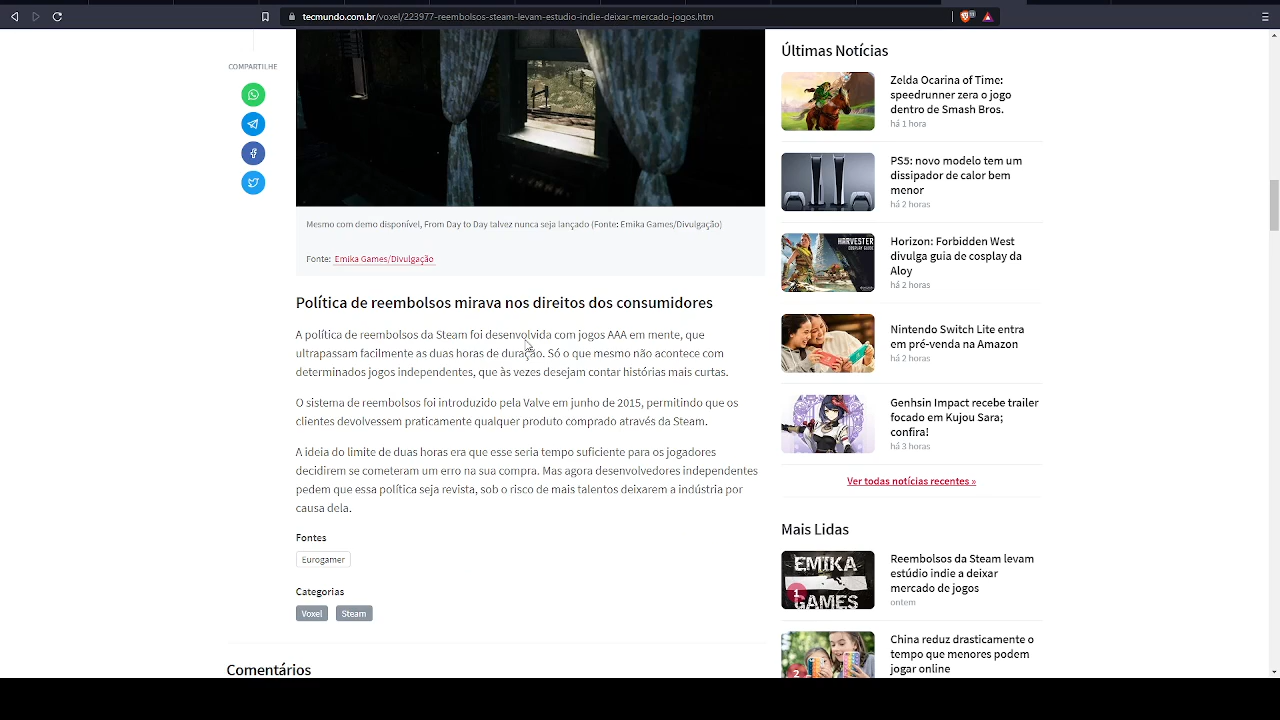 tecmundo.com.br/voxel/223977-reembolsos-steam-levam-estudio-indie-deixar-mercado-jogos.htm
COMPARTILHE
Mesmo com demo disponível, From Day to Day talvez nunca seja lançado (Fonte: Emika Games/Divulgação)
Fonte: Emika Games/Divulgação
Política de reembolsos mirava nos direitos dos consumidores
A política de reembolsos da Steam foi desenvolvida com jogos AAA em mente, que
ultrapassam facilmente as duas horas de duração. Só o que mesmo não acontece com
determinados jogos independentes, que às vezes desejam contar histórias mais curtas.
O sistema de reembolsos foi introduzido pela Valve em junho de 2015, permitindo que os
clientes devolvessem praticamente qualquer produto comprado através da Steam.
A ideia do limite de duas horas era que esse seria tempo suficiente para os jogadores
decidirem se cometeram um erro na sua compra. Mas agora desenvolvedores independentes
pedem que essa política seja revista, sob o risco de mais talentos deixarem a indústria por
causa dela.
Fontes
Eurogamer
Categorias
Voxel Steam
Comentários
Últimas Notícias
Zelda Ocarina of Time:
speedrunner zera o jogo
dentro de Smash Bros.
há 1 hora
PS5: novo modelo tem um
dissipador de calor bem
menor
há 2 horas
HARVESTER
Horizon: Forbidden West
divulga guia de cosplay da
Aloy
há 2 horas
Nintendo Switch Lite entra
em pré-venda na Amazon
há 2 horas
Genhsin Impact recebe trailer
focado em Kujou Sara;
confira!
há 3 horas
Ver todas notícias recentes »
Mais Lidas
EMIKA
GAMES
1
Reembolsos da Steam levam
estúdio indie a deixar
mercado de jogos
ontem
2
China reduz drasticamente o
tempo que menores podem
jogar online